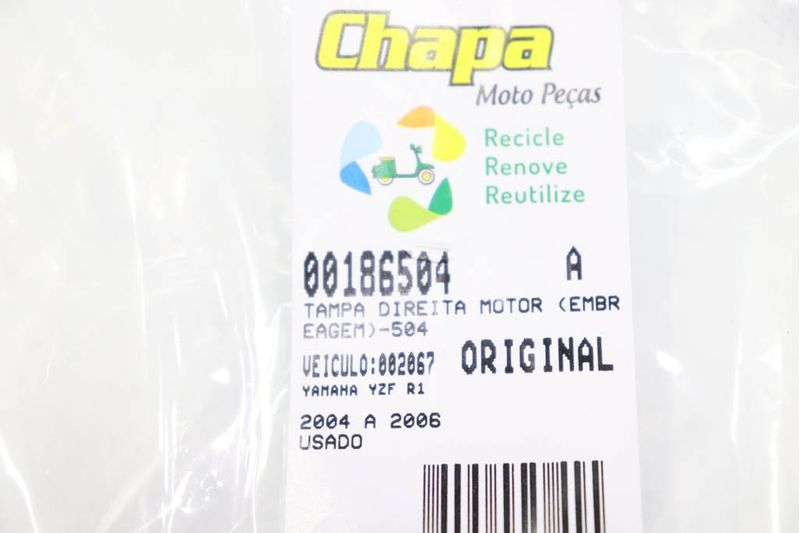 Chapa
Moto Peças
Recicle
Renove
Reutilize
00186504 A
TAMPA DIREITA MOTOR (EMBR
EAGEM)-504
VEICULO:002067 ORIGINAL
YAMAHA YZF R1
2004 A 2006
USADO